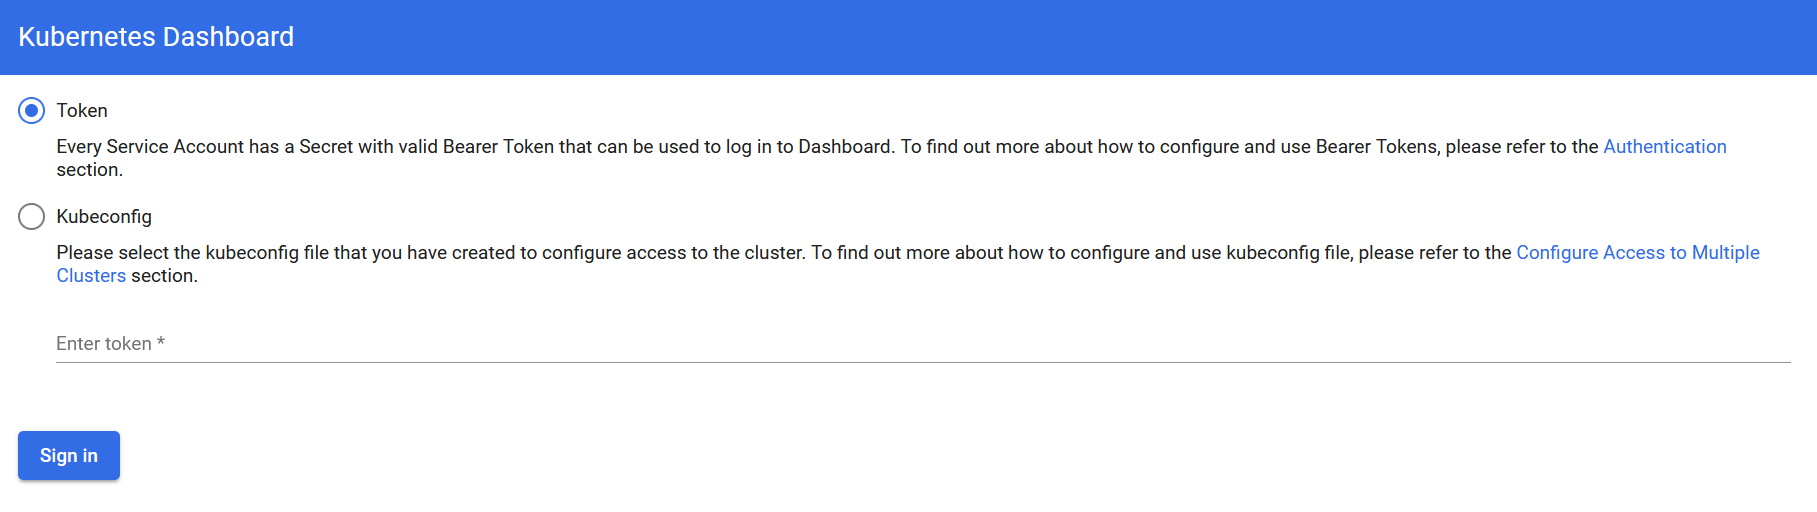 Kubernetes Dashboard
Token
Every Service Account has a Secret with valid Bearer Token that can be used to log in to Dashboard. To find out more about how to configure and use Bearer Tokens, please refer to the Authentication
section.
Kubeconfig
Please select the kubeconfig file that you have created to configure access to the cluster. To find out more about how to configure and use kubeconfig file, please refer to the Configure Access to Multiple
Clusters section.
Enter token *
Sign in